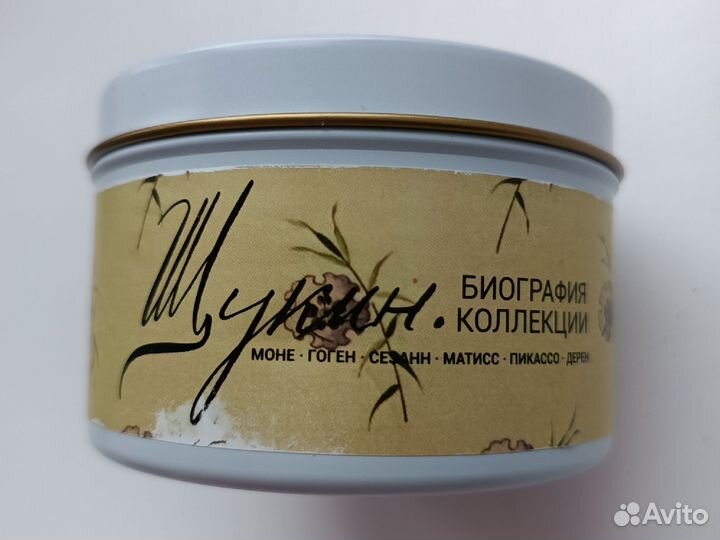 Щукин.
БИОГРАФИЯ
КОЛЛЕКЦИИ
МОНЕ · ГОГЕН · СЕЗАНН · МАТИСС · ПИКАССО · ДЕРЕН
Avito